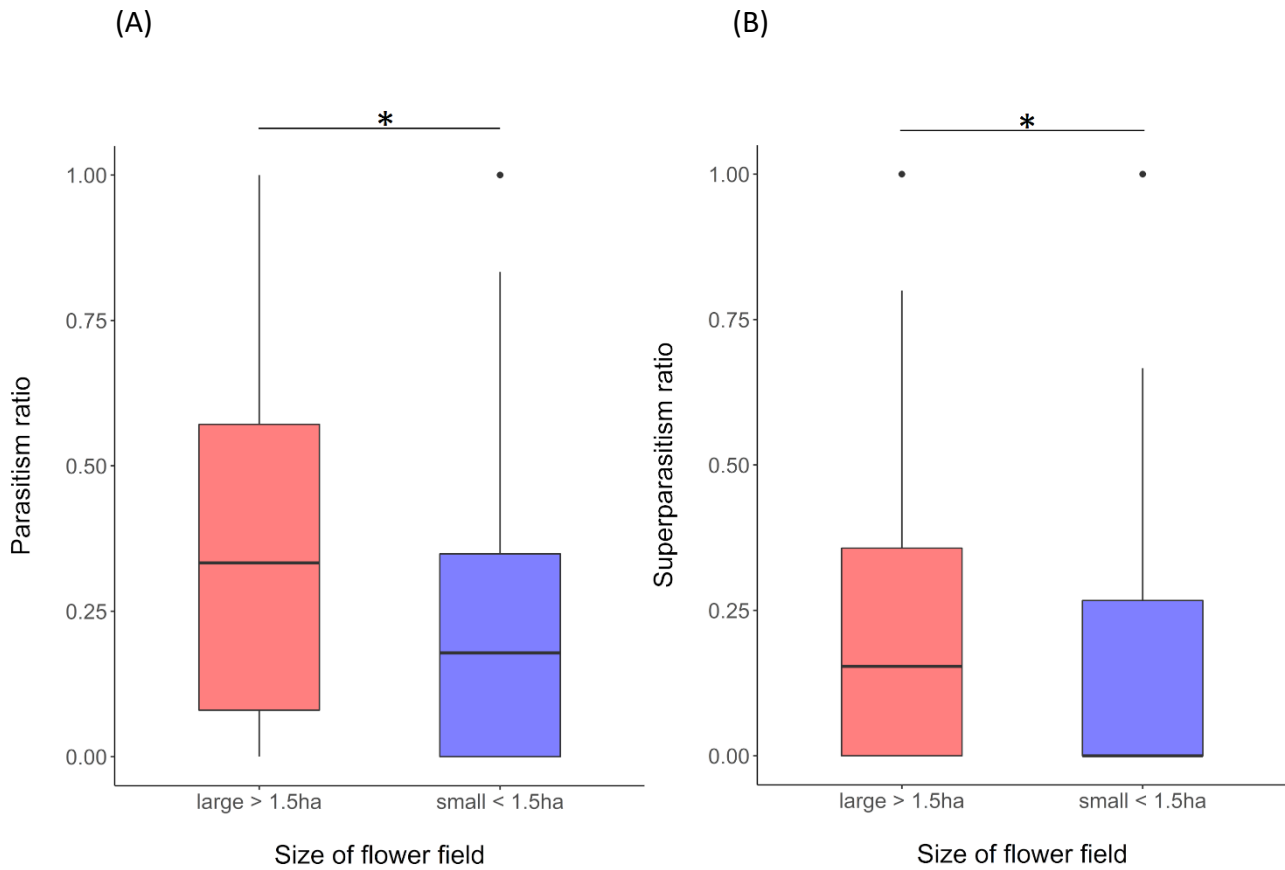 (A)
*
1.00
0.75
0.50
0.25
0.00
Parasitism ratio
large > 1.5ha
small < 1.5ha
Size of flower field
(B)
*
1.00
0.75
0.50
0.25
0.00
Superparasitism ratio
large > 1.5ha
small < 1.5ha
Size of flower field